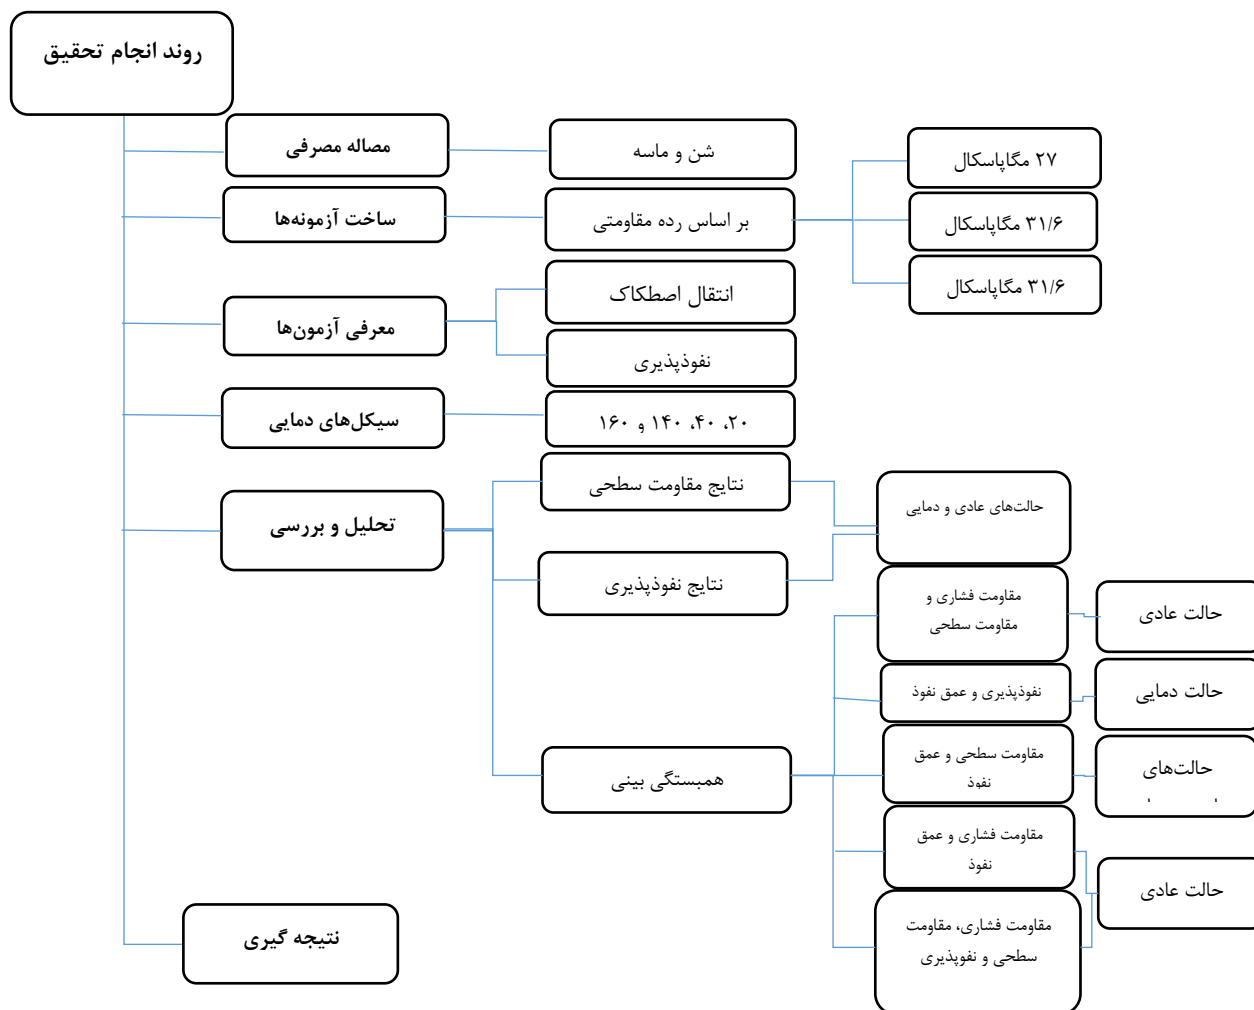 روند انجام تحقیق
مصاله مصرفی
شن و ماسه
۲۷ مگاپاسکال
ساخت آزمونه‌ها
بر اساس رده مقاومتی
۳۱/۶ مگاپاسکال
۳۱/۶ مگاپاسکال
معرفی آزمون‌ها
انتقال اصطکاک
نفوذپذیری
سیکل‌های دمایی
۲۰، ۴۰، ۱۴۰ و ۱۶۰
تحلیل و بررسی
نتایج مقاومت سطحی
نتایج نفوذپذیری
حالت‌های عادی و دمایی
همبستگی بینی
مقاومت فشاری و
مقاومت سطحی
حالت عادی
نفوذپذیری و عمق نفوذ
حالت دمایی
مقاومت سطحی و عمق
نفوذ
حالت‌های
مقاومت فشاری و عمق
نفوذ
مقاومت فشاری، مقاومت
سطحی و نفوپذیری
حالت عادی
نتیجه گیری